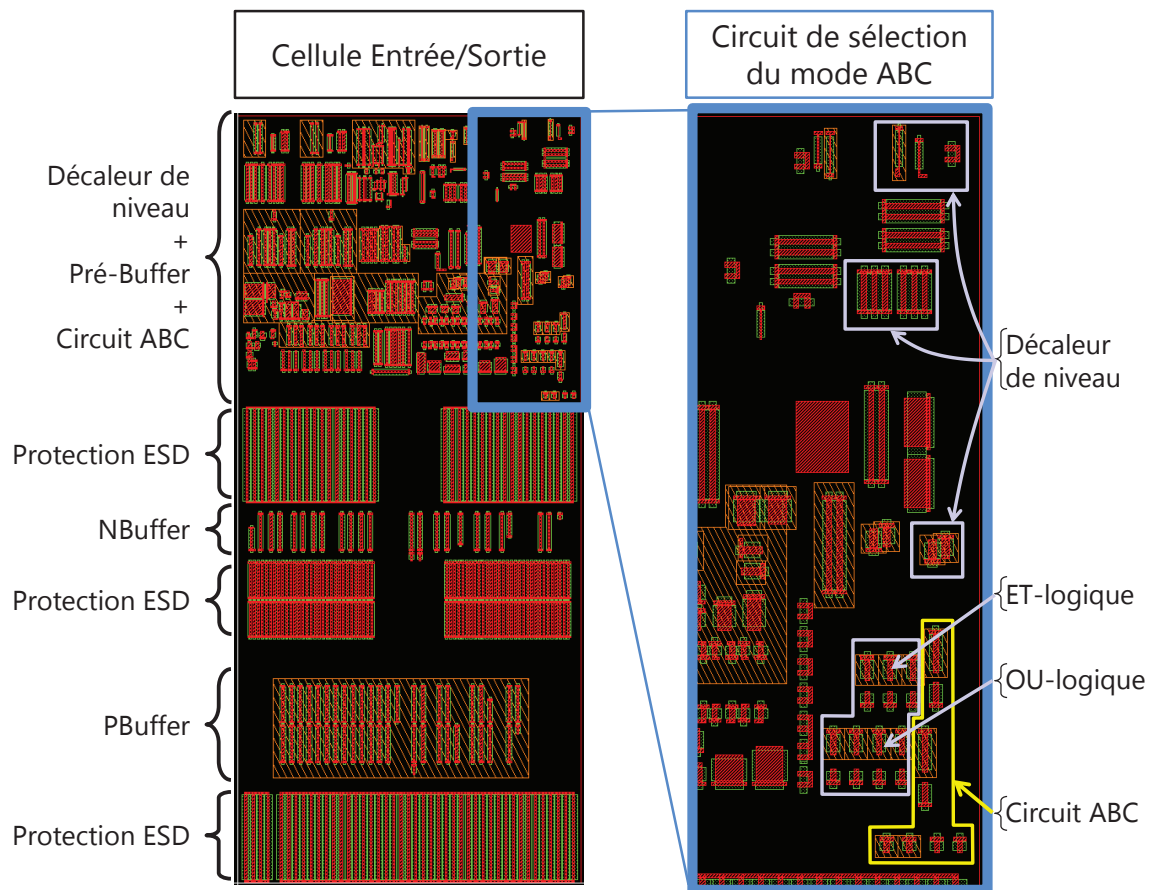 Cellule Entrée/Sortie
Circuit de sélection
du mode ABC
Décaleur de
niveau
+
Pré-Buffer
+
Circuit ABC
Protection ESD
NBuffer
Protection ESD
PBuffer
Protection ESD
Décaleur
de niveau
ET-logique
OU-logique
Circuit ABC